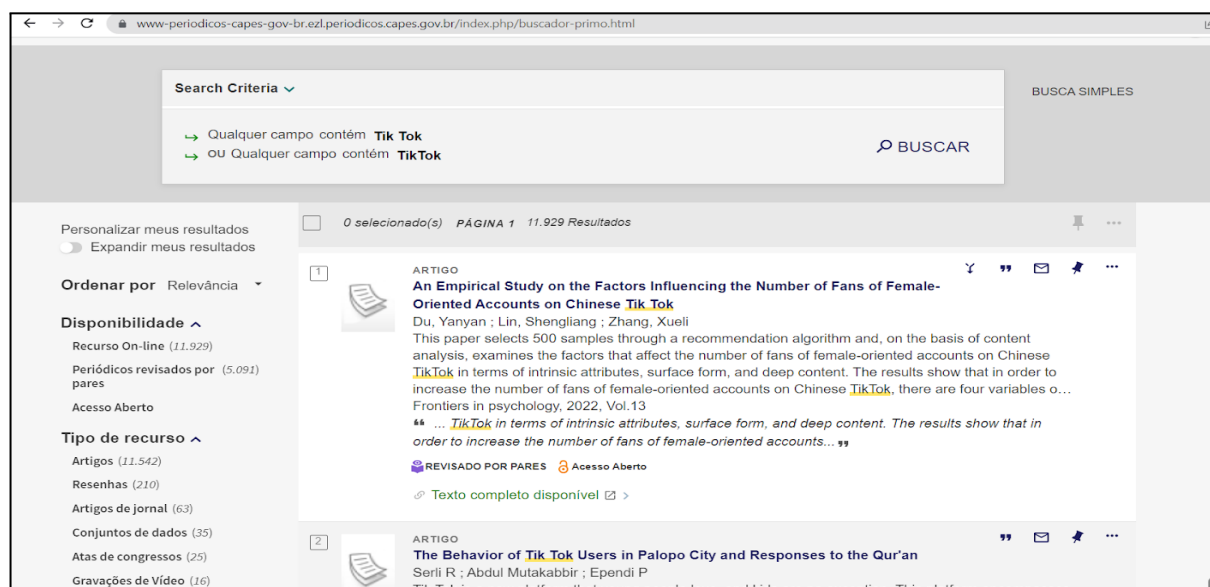 www-periodicos-capes-gov-br.ezl.periodicos.capes.gov.br/index.php/buscador-primo.html
Search Criteria
BUSCA SIMPLES
Qualquer campo contém Tik Tok
OU Qualquer campo contém TikTok
BUSCAR
Personalizar meus resultados
Expandir meus resultados
Ordenar por Relevância
Disponibilidade
Recurso On-line (11.929)
Periódicos revisados por (5.091)
pares
Acesso Aberto
Tipo de recurso
Artigos (11.542)
Resenhas (210)
Artigos de jornal (63)
Conjuntos de dados (35)
Atas de congressos (25)
Gravações de Vídeo (16)
0 selecionado(s) PÁGINA 1 11.929 Resultados
1
ARTIGO
An Empirical Study on the Factors Influencing the Number of Fans of Female-
Oriented Accounts on Chinese Tik Tok
Du, Yanyan ; Lin, Shengliang ; Zhang, Xueli
This paper selects 500 samples through a recommendation algorithm and, on the basis of content
analysis, examines the factors that affect the number of fans of female-oriented accounts on Chinese
TikTok in terms of intrinsic attributes, surface form, and deep content. The results show that in order to
increase the number of fans of female-oriented accounts on Chinese TikTok, there are four variables o...
Frontiers in psychology, 2022, Vol.13
❝ ... TikTok in terms of intrinsic attributes, surface form, and deep content. The results show that in
order to increase the number of fans of female-oriented accounts... ❞
REVISADO POR PARES Acesso Aberto
Texto completo disponível
2
ARTIGO
The Behavior of Tik Tok Users in Palopo City and Responses to the Qur'an
Serli R ; Abdul Mutakabbir ; Ependi P